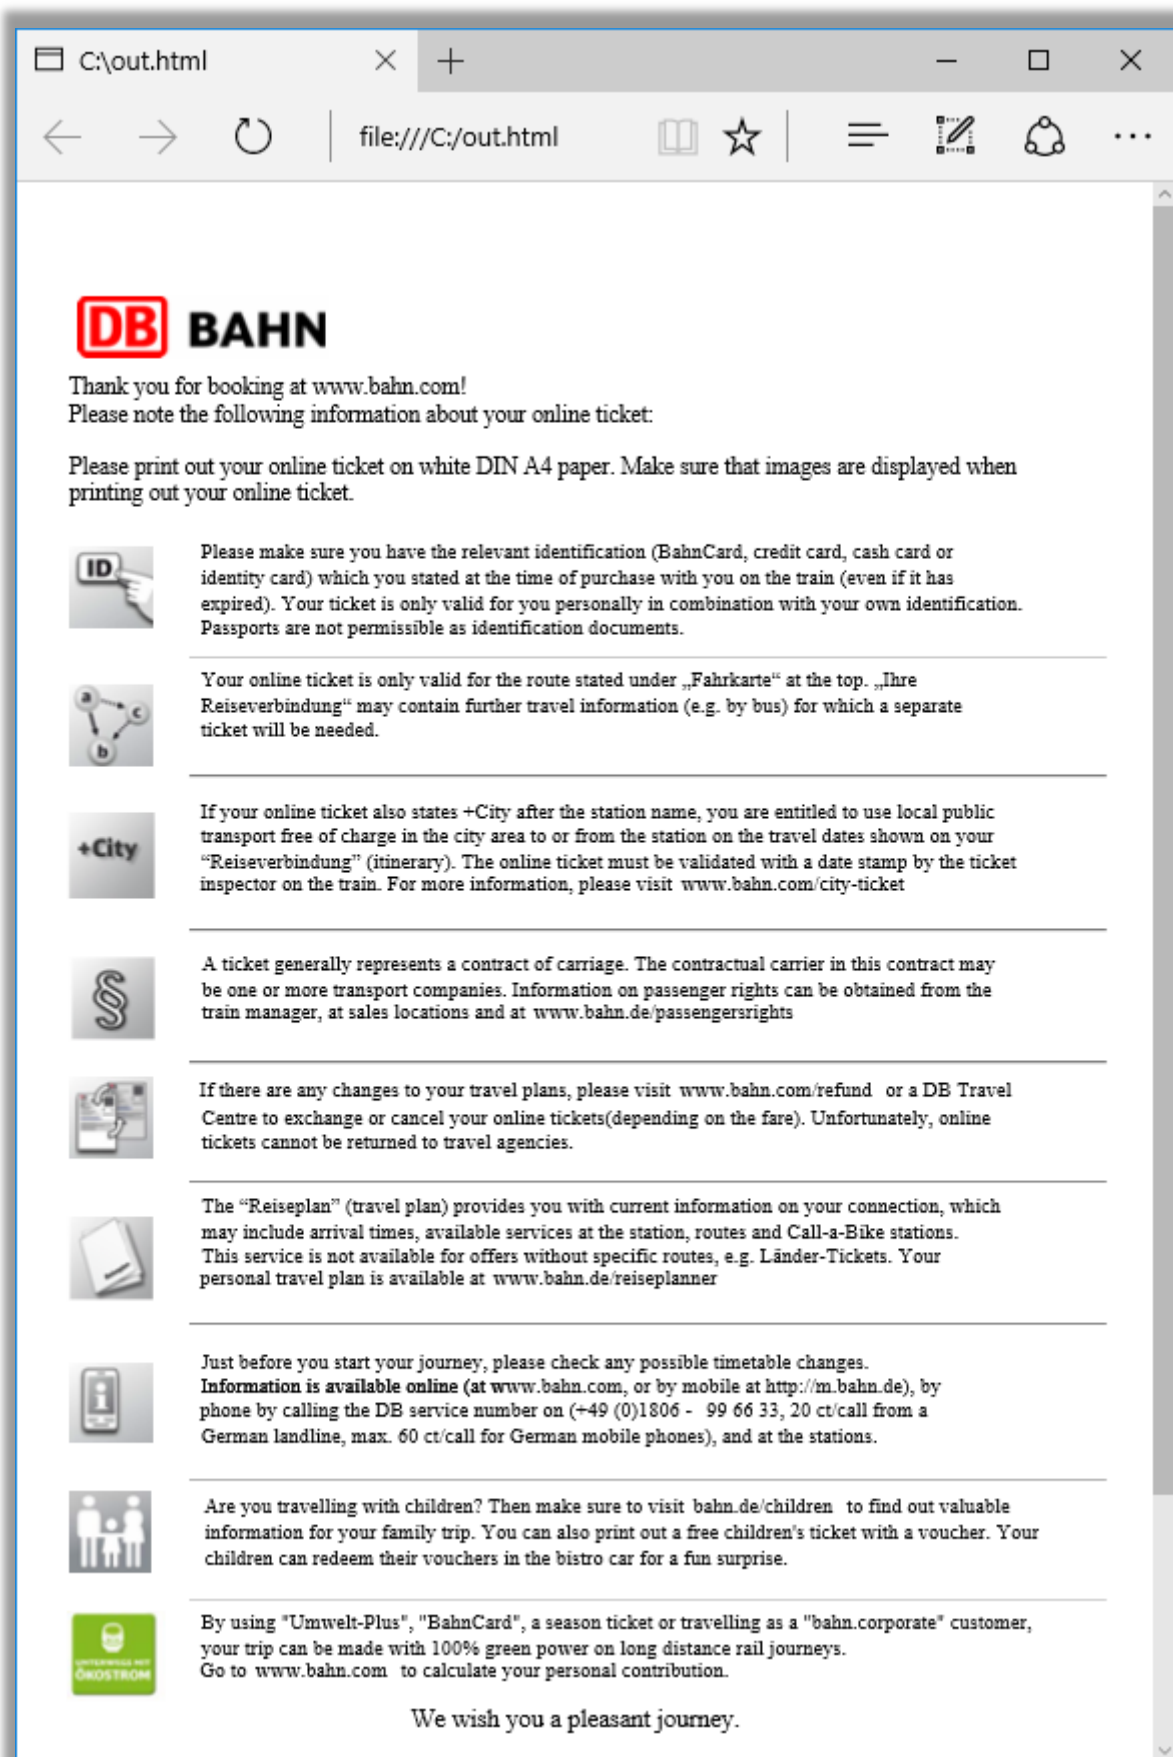 C:\out.html
file:///C:/out.html
DB BAHN
Thank you for booking at www.bahn.com!
Please note the following information about your online ticket:
Please print out your online ticket on white DIN A4 paper. Make sure that images are displayed when
printing out your online ticket.
ID
Please make sure you have the relevant identification (BahnCard, credit card, cash card or
identity card) which you stated at the time of purchase with you on the train (even if it has
expired). Your ticket is only valid for you personally in combination with your own identification.
Passports are not permissible as identification documents.
a
c
b
Your online ticket is only valid for the route stated under „Fahrkarte“ at the top. „Ihre
Reiseverbindung“ may contain further travel information (e.g. by bus) for which a separate
ticket will be needed.
+City
If your online ticket also states +City after the station name, you are entitled to use local public
transport free of charge in the city area to or from the station on the travel dates shown on your
“Reiseverbindung” (itinerary). The online ticket must be validated with a date stamp by the ticket
inspector on the train. For more information, please visit www.bahn.com/city-ticket
§
A ticket generally represents a contract of carriage. The contractual carrier in this contract may
be one or more transport companies. Information on passenger rights can be obtained from the
train manager, at sales locations and at www.bahn.de/passengersrights
If there are any changes to your travel plans, please visit www.bahn.com/refund or a DB Travel
Centre to exchange or cancel your online tickets(depending on the fare). Unfortunately, online
tickets cannot be returned to travel agencies.
The “Reiseplan” (travel plan) provides you with current information on your connection, which
may include arrival times, available services at the station, routes and Call-a-Bike stations.
This service is not available for offers without specific routes, e.g. Länder-Tickets. Your
personal travel plan is available at www.bahn.de/reiseplanner
i
Just before you start your journey, please check any possible timetable changes.
Information is available online (at www.bahn.com, or by mobile at http://m.bahn.de), by
phone by calling the DB service number on (+49 (0)1806 - 99 66 33, 20 ct/call from a
German landline, max. 60 ct/call for German mobile phones), and at the stations.
Are you travelling with children? Then make sure to visit bahn.de/children to find out valuable
information for your family trip. You can also print out a free children's ticket with a voucher. Your
children can redeem their vouchers in the bistro car for a fun surprise.
UNTERWEGS MIT
ÖKOSTROM
By using "Umwelt-Plus", "BahnCard", a season ticket or travelling as a "bahn.corporate" customer,
your trip can be made with 100% green power on long distance rail journeys.
Go to www.bahn.com to calculate your personal contribution.
We wish you a pleasant journey.